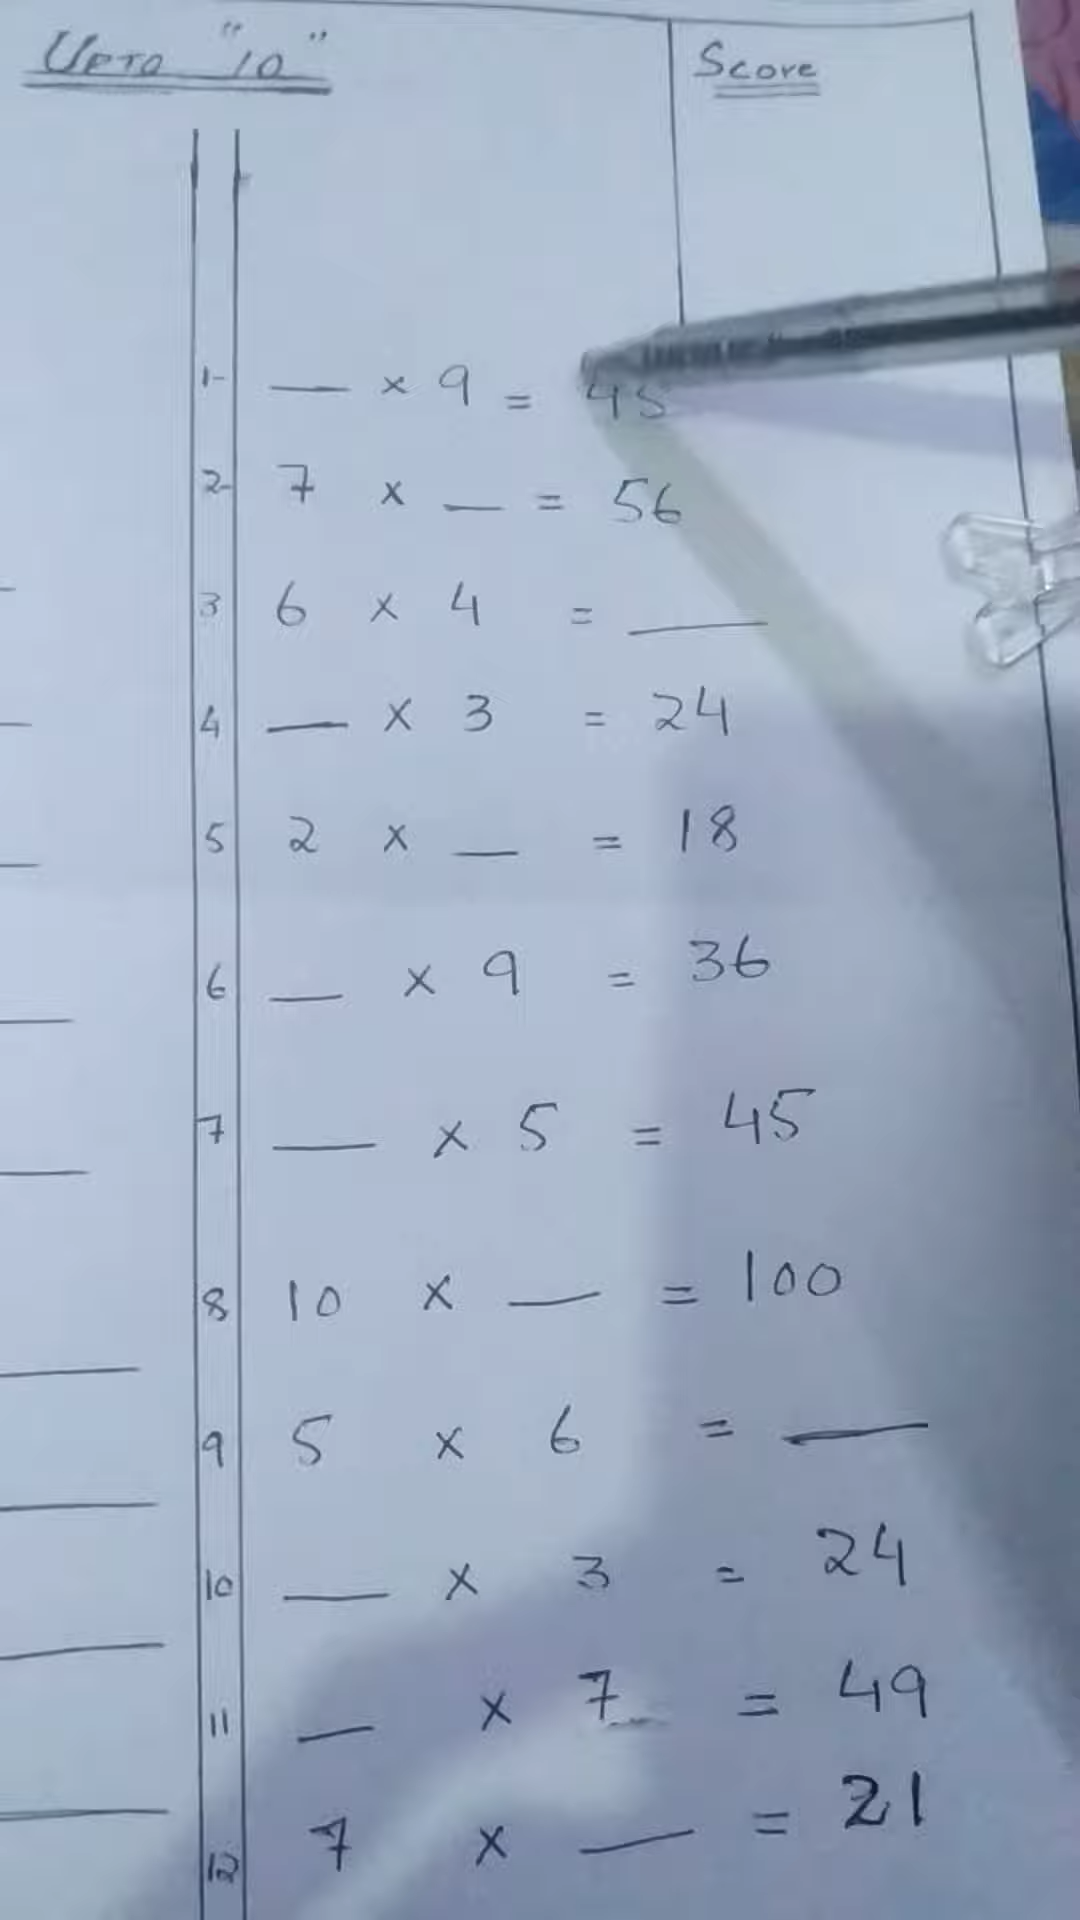 UPTO "10"
Score
1- __ × 9 = 45
2- 7 × __ = 56
3 6 × 4 = __
4 __ × 3 = 24
5 2 × __ = 18
6 __ × 9 = 36
7 __ × 5 = 45
8 10 × __ = 100
9 5 × 6 = __
10 __ × 3 = 24
11 __ × 7 = 49
12 7 × __ = 21